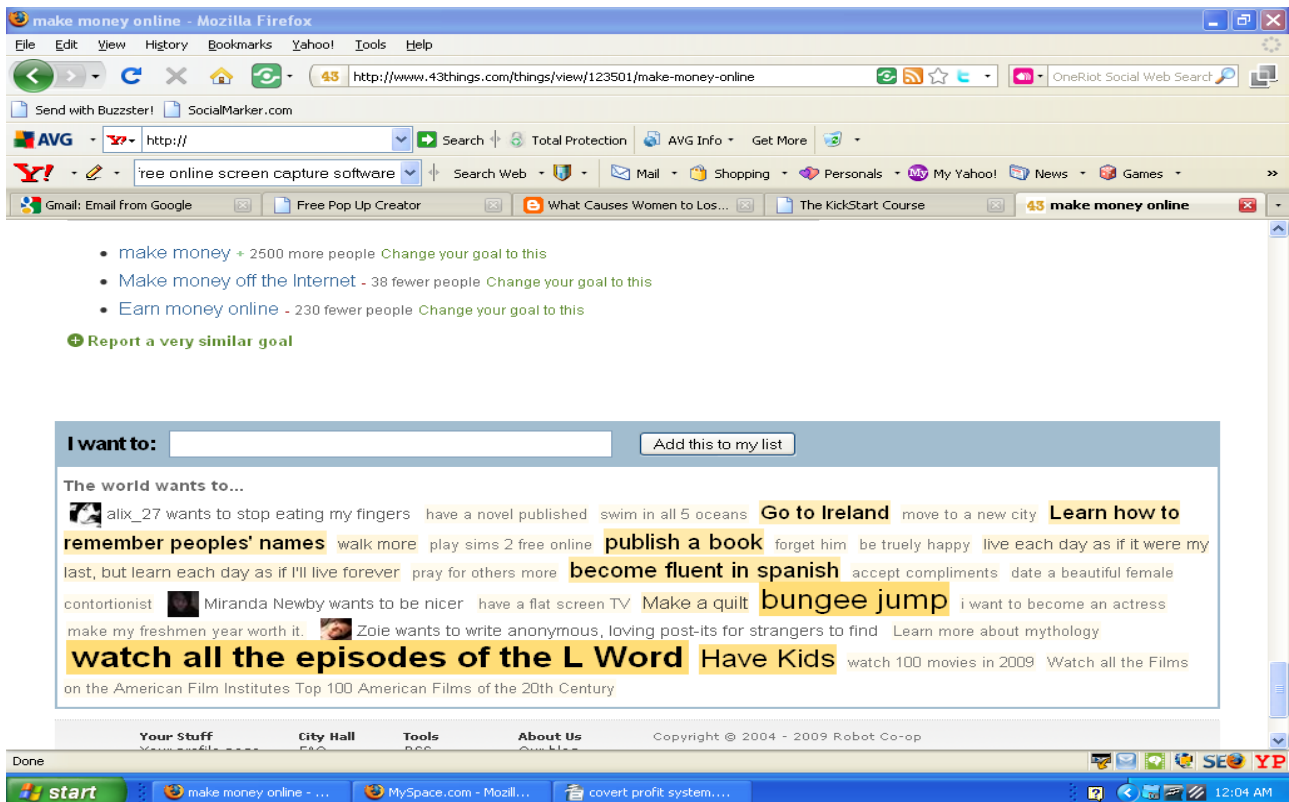 make money online - Mozilla Firefox
File Edit View History Bookmarks Yahoo! Tools Help
43 http://www.43things.com/things/view/123501/make-money-online OneRiot Social Web Search
Send with Buzzster! SocialMarker.com
AVG Y! http:// Search Total Protection AVG Info Get More
Y! ree online screen capture software Search Web Mail Shopping Personals My My Yahoo! News Games »
Gmail: Email from Google Free Pop Up Creator What Causes Women to Los... The KickStart Course 43 make money online
• make money + 2500 more people Change your goal to this
• Make money off the Internet - 38 fewer people Change your goal to this
• Earn money online - 230 fewer people Change your goal to this
Report a very similar goal
I want to: Add this to my list
The world wants to...
alix_27 wants to stop eating my fingers have a novel published swim in all 5 oceans Go to Ireland move to a new city Learn how to
remember peoples' names walk more play sims 2 free online publish a book forget him be truely happy live each day as if it were my
last, but learn each day as if I'll live forever pray for others more become fluent in spanish accept compliments date a beautiful female
contortionist Miranda Newby wants to be nicer have a flat screen TV Make a quilt bungee jump i want to become an actress
make my freshmen year worth it. Zoie wants to write anonymous, loving post-its for strangers to find Learn more about mythology
watch all the episodes of the L Word Have Kids watch 100 movies in 2009 Watch all the Films
on the American Film Institutes Top 100 American Films of the 20th Century
Your Stuff City Hall Tools About Us Copyright © 2004 - 2009 Robot Co-op
Done SEO YP
start make money online - ... MySpace.com - Mozill... covert profit system.... 12:04 AM